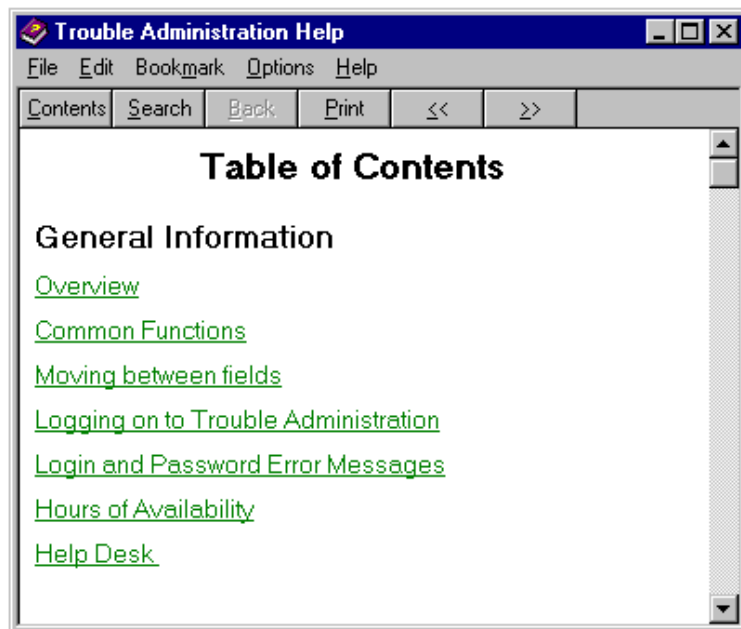 Trouble Administration Help
File Edit Bookmark Options Help
Contents Search Back Print << >>
Table of Contents
General Information
Overview
Common Functions
Moving between fields
Logging on to Trouble Administration
Login and Password Error Messages
Hours of Availability
Help Desk